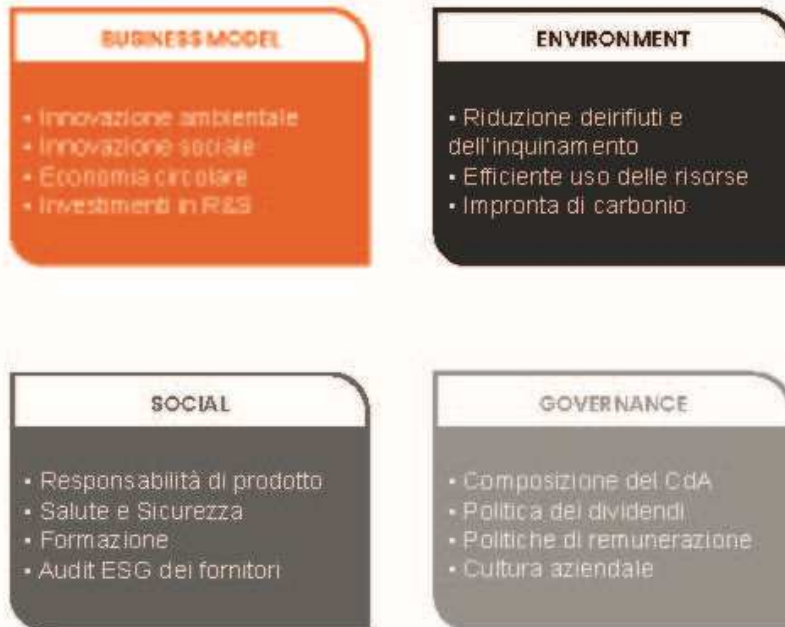 BUSINESS MODEL
• Innovazione ambientale
• Innovazione sociale
• Economia circolare
• Investimenti in R&S
ENVIRONMENT
• Riduzione deirifiuti e
dell'inquinamento
• Efficiente uso delle risorse
• Impronta di carbonio
SOCIAL
• Responsabilità di prodotto
• Salute e Sicurezza
• Formazione
• Audit ESG dei fornitori
GOVERNANCE
• Composizione del CdA
• Politica dei dividendi
• Politiche di remunerazione
• Cultura aziendale